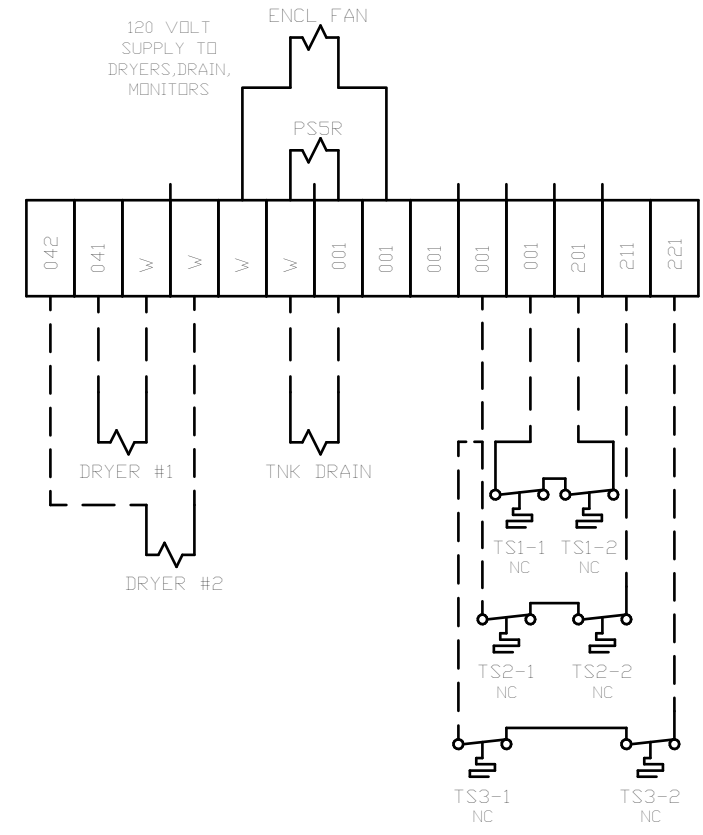 ENCL FAN
120 VOLT
SUPPLY TO
DRYERS,DRAIN,
MONITORS
PS5R
042 041 W W W W 001 001 001 001 001 201 211 221
DRYER #1
TNK DRAIN
DRYER #2
TS1-1 TS1-2
NC NC
TS2-1 TS2-2
NC NC
TS3-1 TS3-2
NC NC